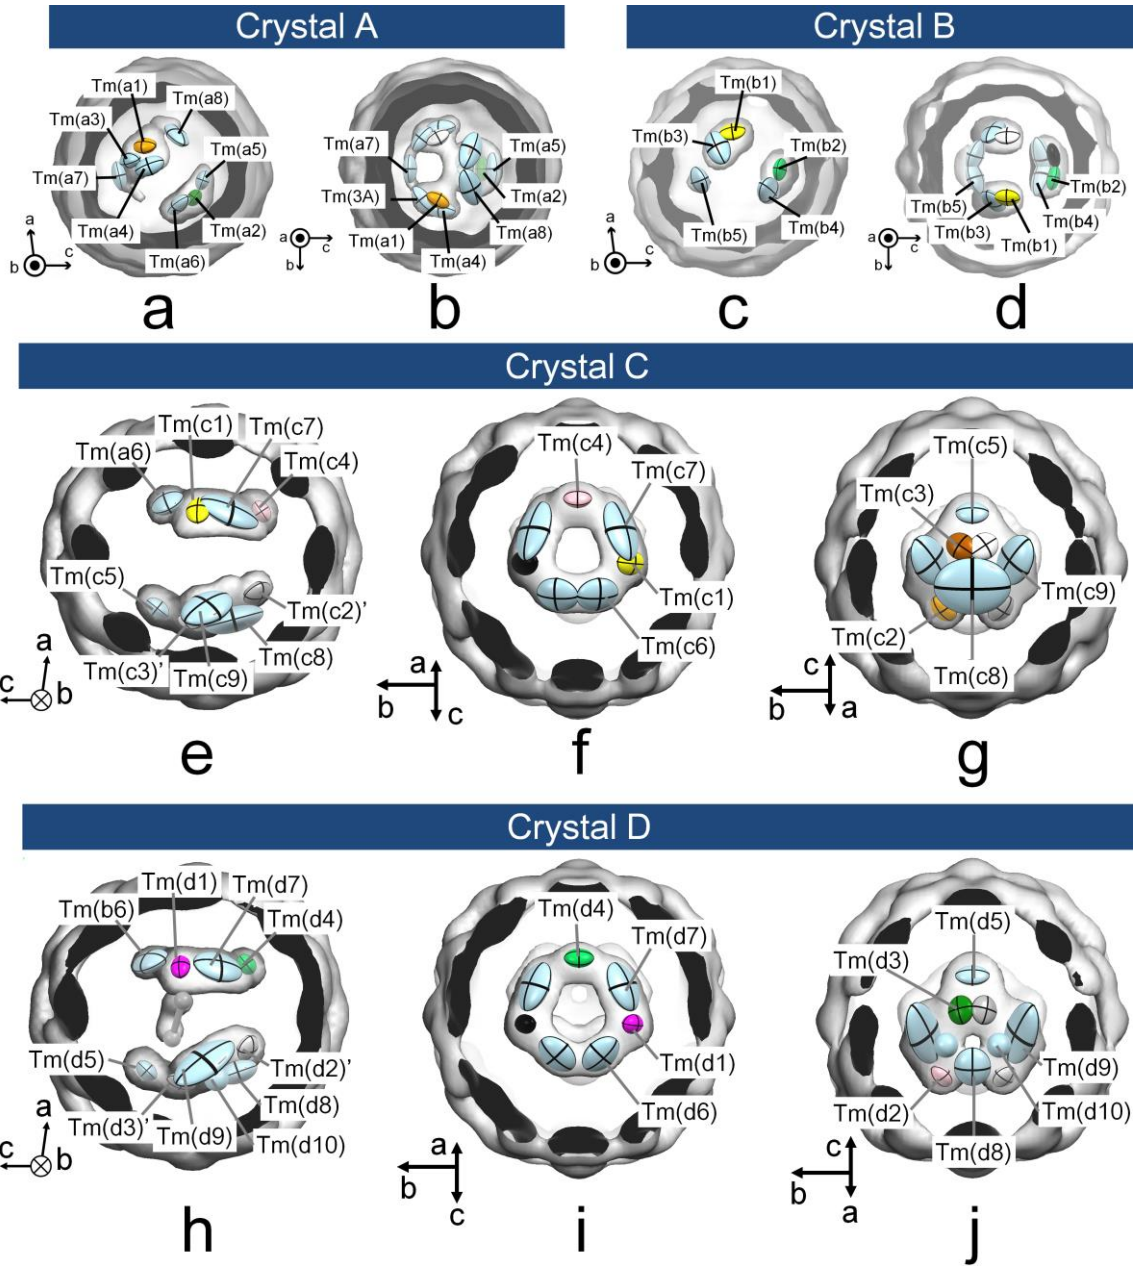 Crystal A
Crystal B
Tm(a1)
Tm(a8)
Tm(a3)
Tm(a5)
Tm(a7)
Tm(a4)
Tm(a2)
Tm(a6)
a
b
c
a
Tm(a7)
Tm(a5)
Tm(3A)
Tm(a2)
Tm(a1)
Tm(a8)
Tm(a4)
a
c
b
b
Tm(b1)
Tm(b3)
Tm(b2)
Tm(b5)
Tm(b4)
a
b
c
c
Tm(b2)
Tm(b5)
Tm(b4)
Tm(b3)
Tm(b1)
a
c
b
d
Crystal C
Tm(c1)
Tm(c7)
Tm(a6)
Tm(c4)
Tm(c5)
Tm(c2)'
Tm(c3)'
Tm(c9)
Tm(c8)
a
c
b
e
Tm(c4)
Tm(c7)
Tm(c1)
Tm(c6)
a
b
c
f
Tm(c5)
Tm(c3)
Tm(c9)
Tm(c2)
Tm(c8)
c
b
a
g
Crystal D
Tm(d1)
Tm(d7)
Tm(b6)
Tm(d4)
Tm(d5)
Tm(d2)'
Tm(d8)
Tm(d3)'
Tm(d9)
Tm(d10)
a
c
b
h
Tm(d4)
Tm(d7)
Tm(d1)
Tm(d6)
a
b
c
i
Tm(d5)
Tm(d3)
Tm(d9)
Tm(d2)
Tm(d10)
Tm(d8)
c
b
a
j